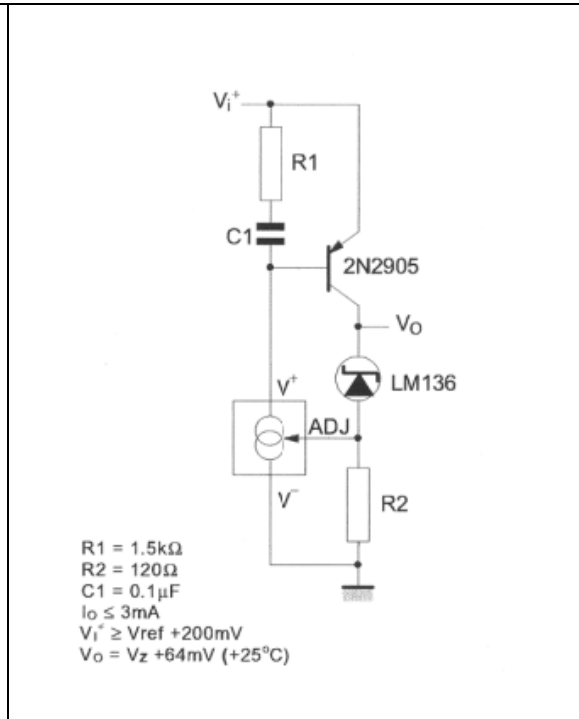 Vi+
R1
C1
2N2905
VO
V+
LM136
ADJ
V−
R2
R1 = 1.5kΩ
R2 = 120Ω
C1 = 0.1μF
IO ≤ 3mA
Vi+ ≥ Vref +200mV
VO = Vz +64mV (+25°C)